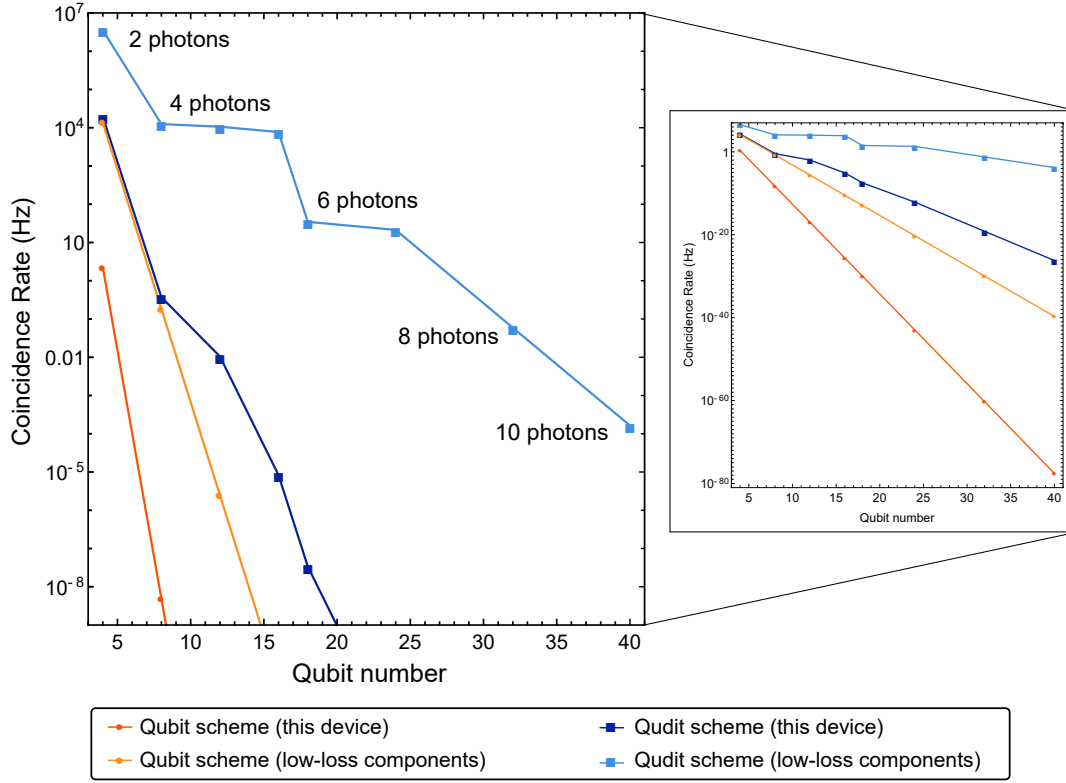 10^7
10^4
10
0.01
10^-5
10^-8
Coincidence Rate (Hz)
2 photons
4 photons
6 photons
8 photons
10 photons
5 10 15 20 25 30 35 40
Qubit number
1
10^-20
10^-40
10^-60
10^-80
Coincidence Rate (Hz)
5 10 15 20 25 30 35 40
Qubit number
Qubit scheme (this device)
Qudit scheme (this device)
Qubit scheme (low-loss components)
Qudit scheme (low-loss components)